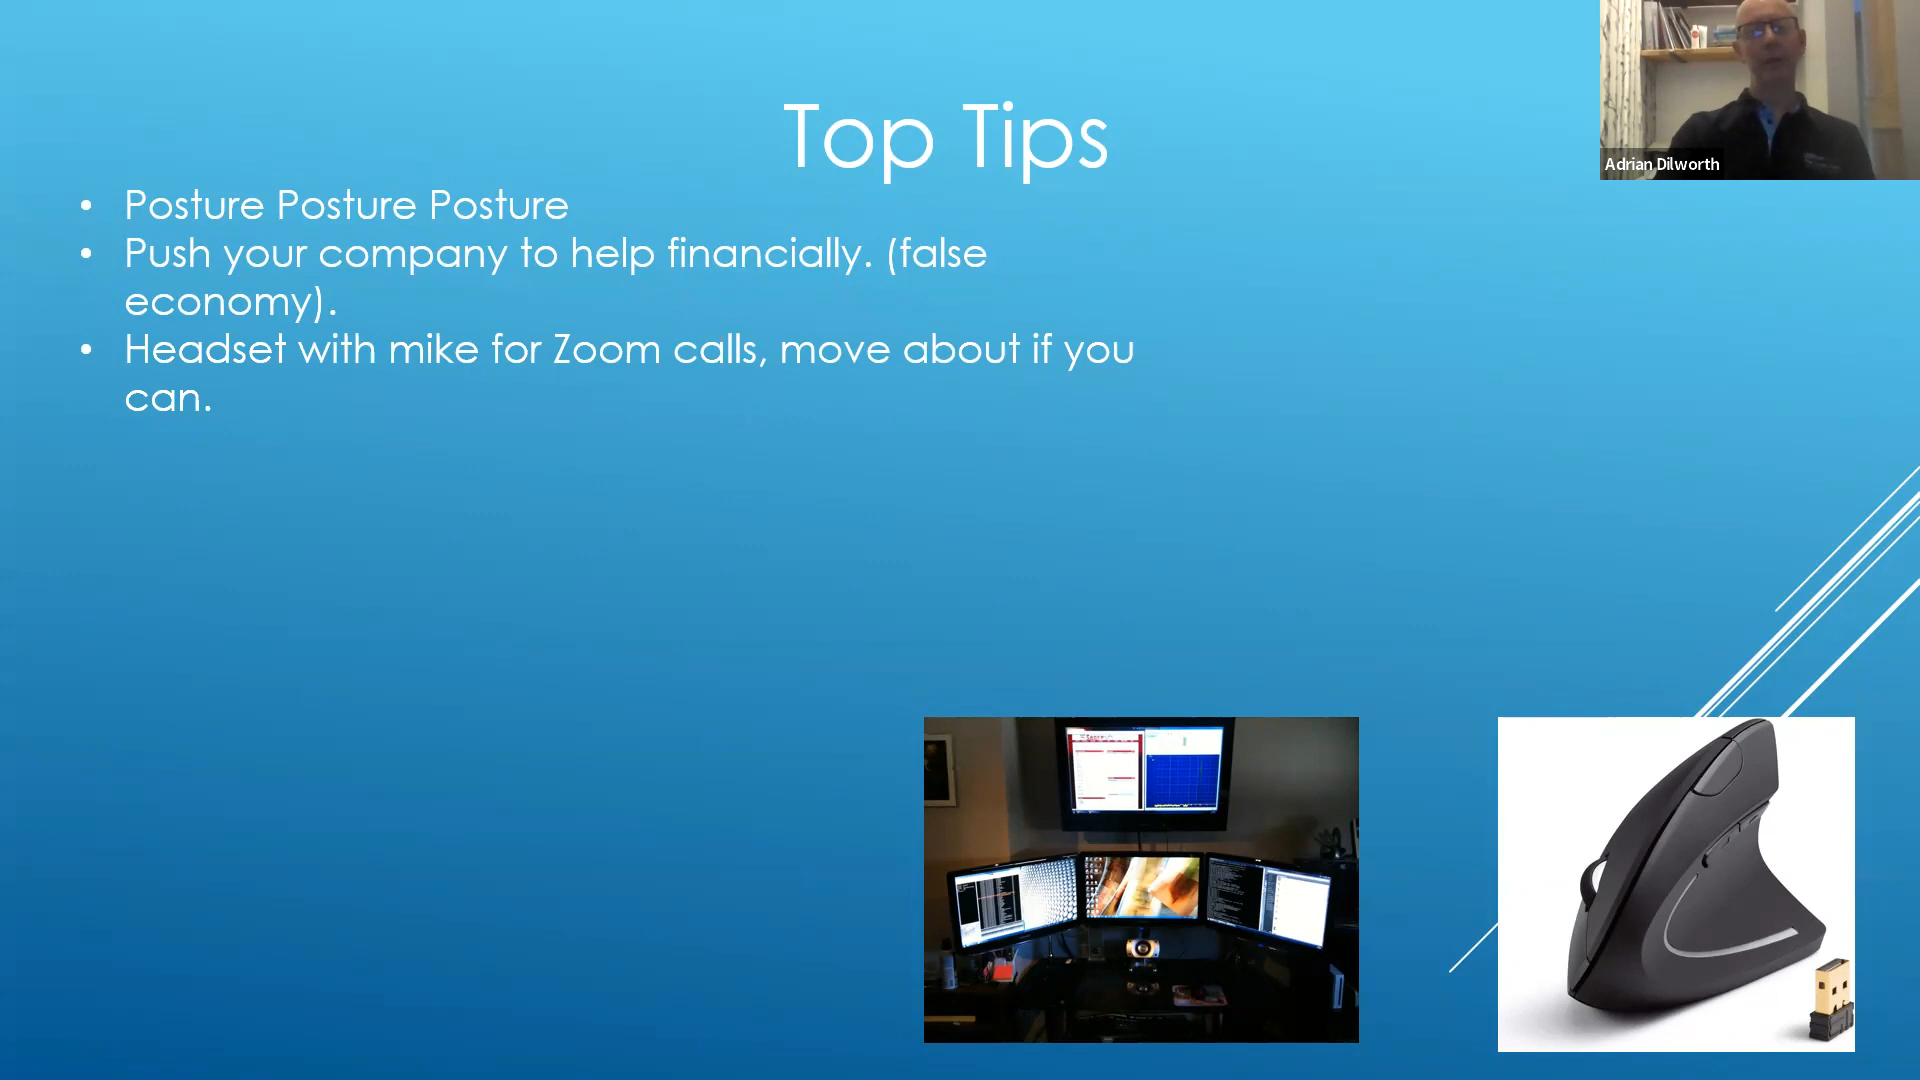 Top Tips
• Posture Posture Posture
• Push your company to help financially. (false
economy).
• Headset with mike for Zoom calls, move about if you
can.
Adrian Dilworth